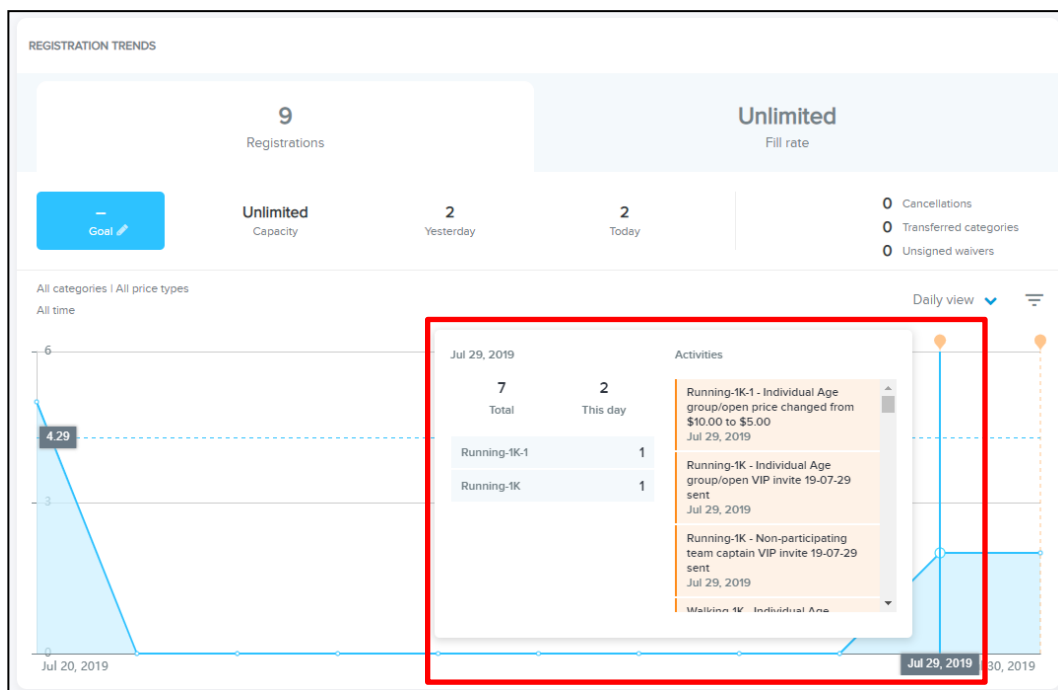 REGISTRATION TRENDS
9
Registrations
Unlimited
Fill rate
–
Goal
Unlimited
Capacity
2
Yesterday
2
Today
0 Cancellations
0 Transferred categories
0 Unsigned waivers
All categories | All price types
All time
Daily view
6
4.29
3
0
Jul 29, 2019
7
Total
2
This day
Running-1K-1 1
Running-1K 1
Activities
Running-1K-1 - Individual Age
group/open price changed from
$10.00 to $5.00
Jul 29, 2019
Running-1K - Individual Age
group/open VIP invite 19-07-29
sent
Jul 29, 2019
Running-1K - Non-participating
team captain VIP invite 19-07-29
sent
Jul 29, 2019
Walking 1K - Individual Age
Jul 20, 2019
Jul 29, 2019
30, 2019